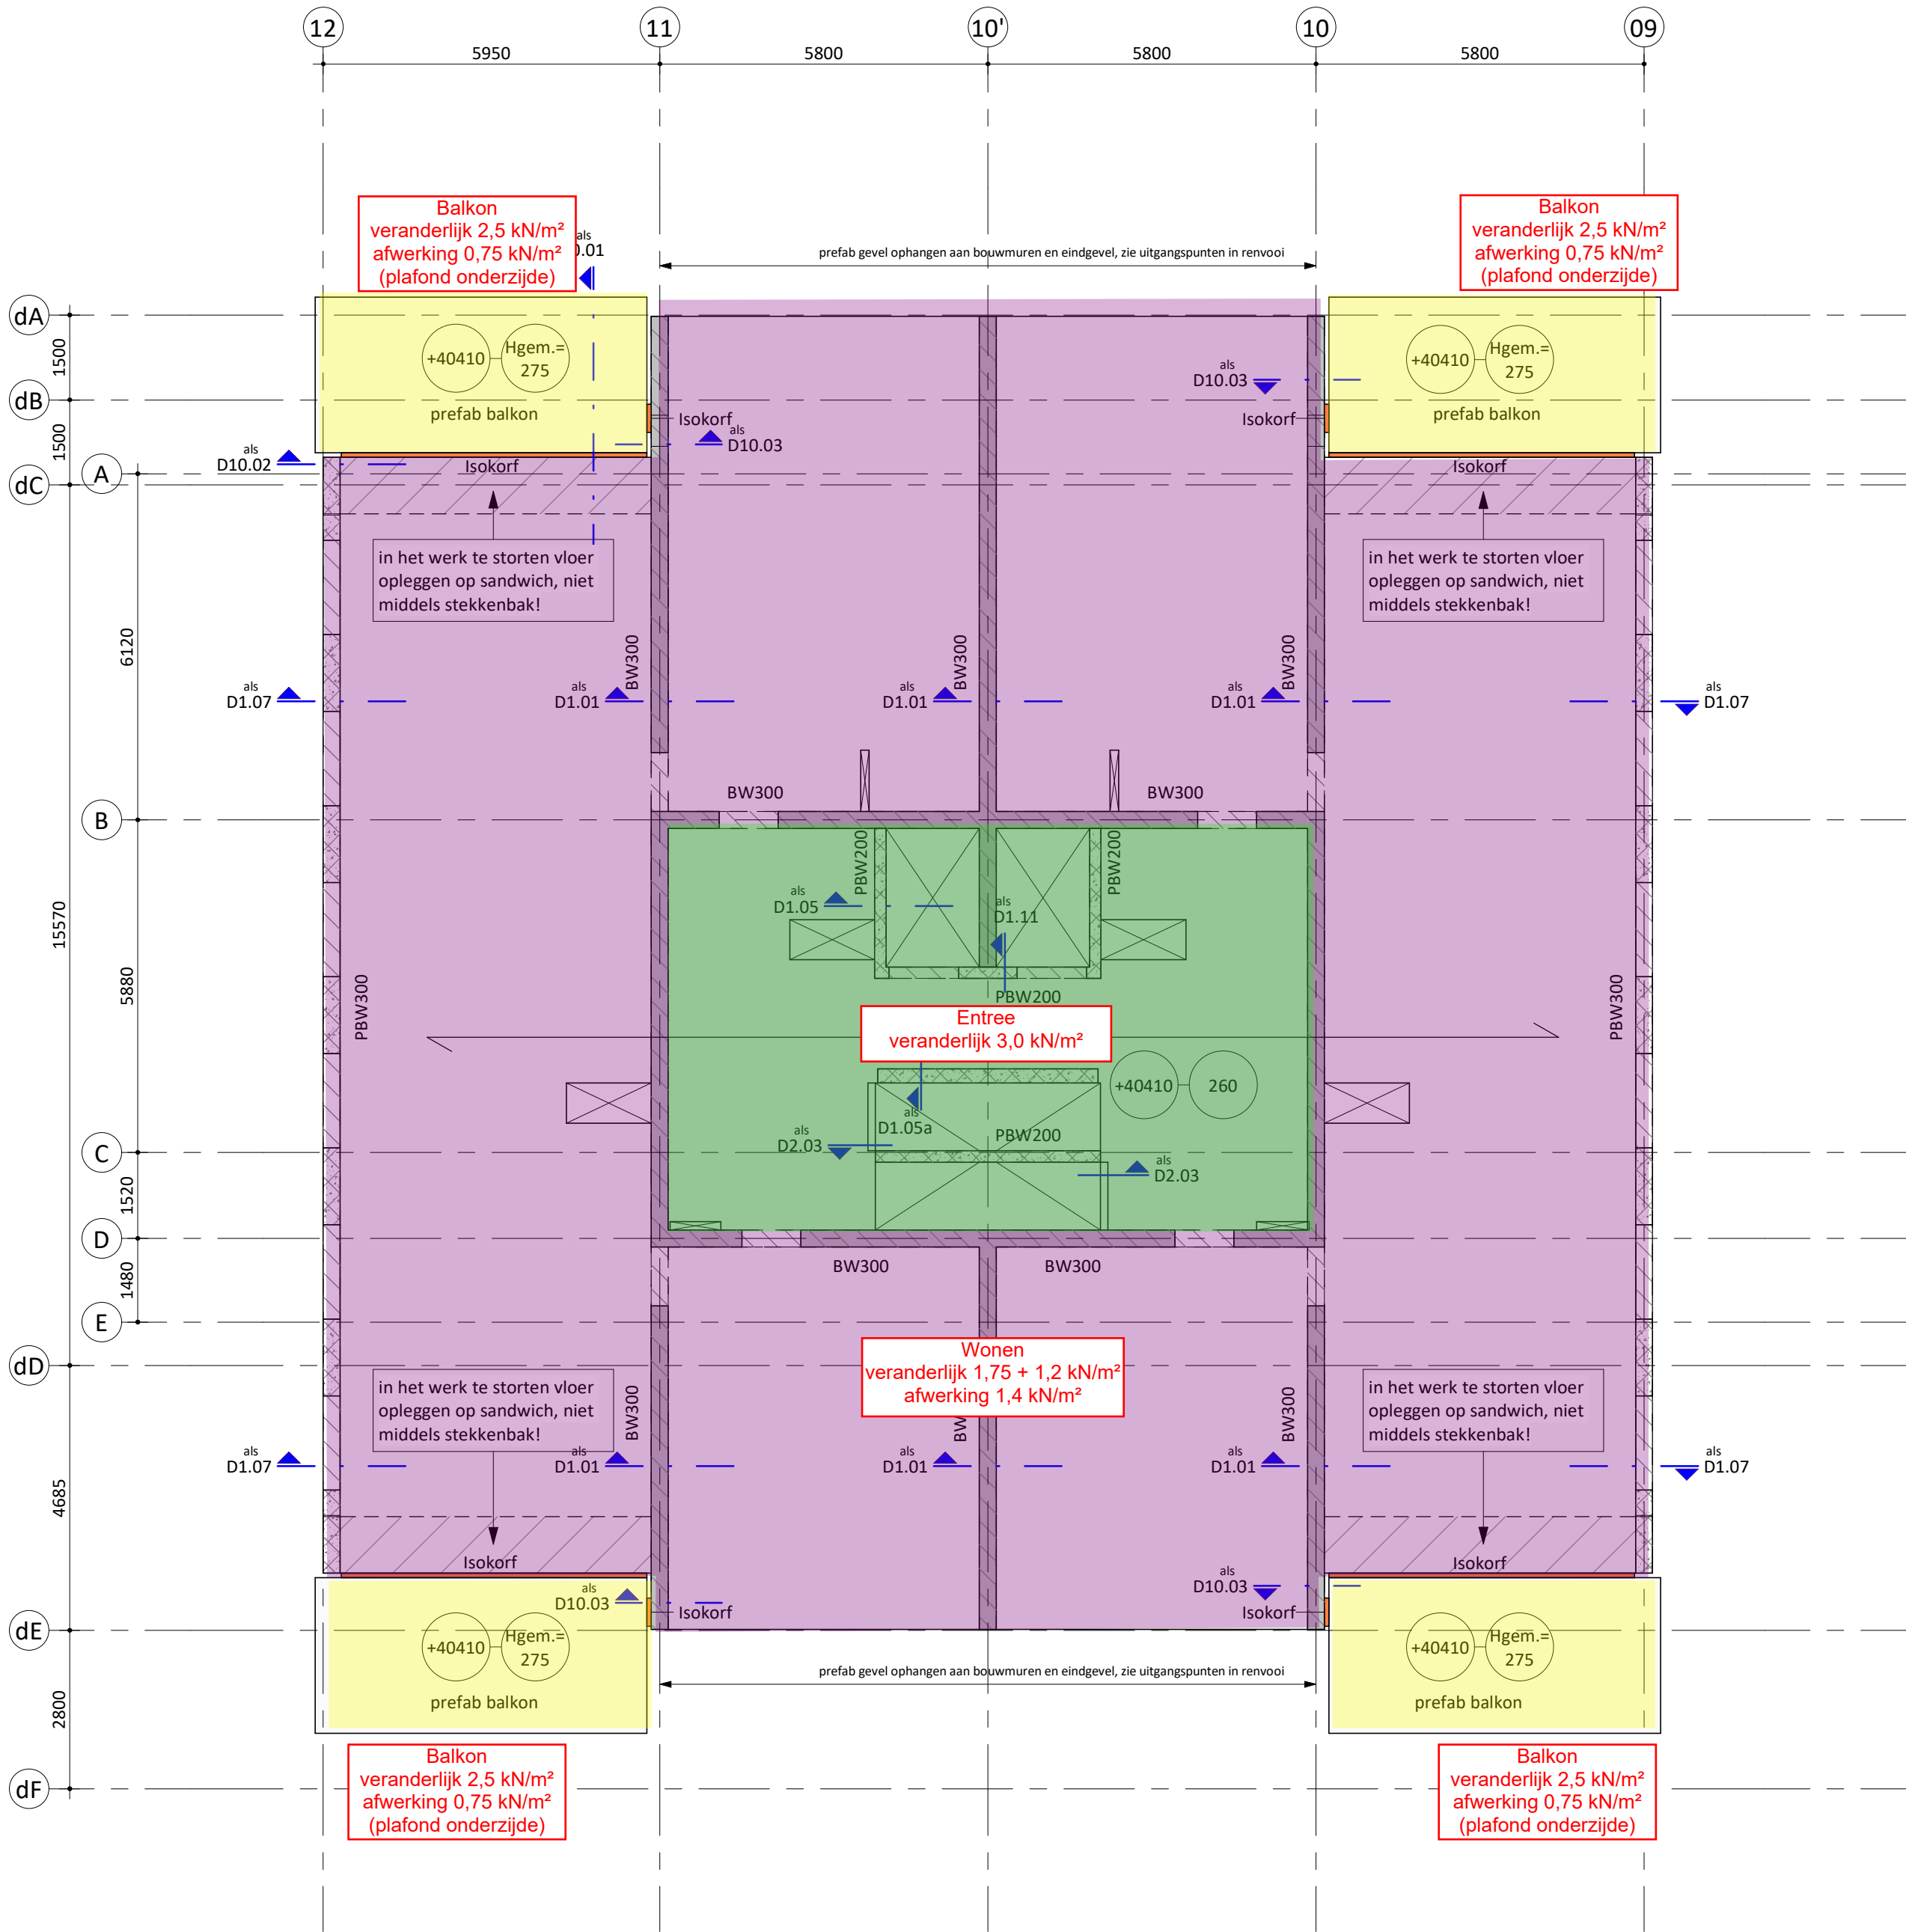 12
11
10'
10
09
5950
5800
5800
5800
Balkon
veranderlijk 2,5 kN/m²
afwerking 0,75 kN/m²
(plafond onderzijde)
als
0.01
prefab gevel ophangen aan bouwmuren en eindgevel, zie uitgangspunten in renvooi
Balkon
veranderlijk 2,5 kN/m²
afwerking 0,75 kN/m²
(plafond onderzijde)
dA
1500
dB
1500
A
dC
+40410
Hgem.=
275
prefab balkon
als
D10.03
Isokorf
als
D10.03
Isokorf
+40410
Hgem.=
275
prefab balkon
als
D10.02
Isokorf
Isokorf
in het werk te storten vloer
opleggen op sandwich, niet
middels stekkenbak!
in het werk te storten vloer
opleggen op sandwich, niet
middels stekkenbak!
6120
BW300
BW300
BW300
als
D1.07
als
D1.01
als
D1.01
als
D1.01
als
D1.07
BW300
BW300
B
PBW200
PBW200
als
D1.05
als
D1.11
15570
5880
PBW300
PBW200
PBW300
Entree
veranderlijk 3,0 kN/m²
+40410
260
als
D1.05a
PBW200
als
D2.03
als
D2.03
C
1520
D
1480
BW300
BW300
E
dD
Wonen
veranderlijk 1,75 + 1,2 kN/m²
afwerking 1,4 kN/m²
in het werk te storten vloer
opleggen op sandwich, niet
middels stekkenbak!
in het werk te storten vloer
opleggen op sandwich, niet
middels stekkenbak!
BW300
BW
BW300
als
D1.07
als
D1.01
als
D1.01
als
D1.01
als
D1.07
4685
Isokorf
Isokorf
als
D10.03
Isokorf
als
D10.03
Isokorf
dE
+40410
Hgem.=
275
prefab balkon
+40410
Hgem.=
275
prefab balkon
prefab gevel ophangen aan bouwmuren en eindgevel, zie uitgangspunten in renvooi
2800
dF
Balkon
veranderlijk 2,5 kN/m²
afwerking 0,75 kN/m²
(plafond onderzijde)
Balkon
veranderlijk 2,5 kN/m²
afwerking 0,75 kN/m²
(plafond onderzijde)